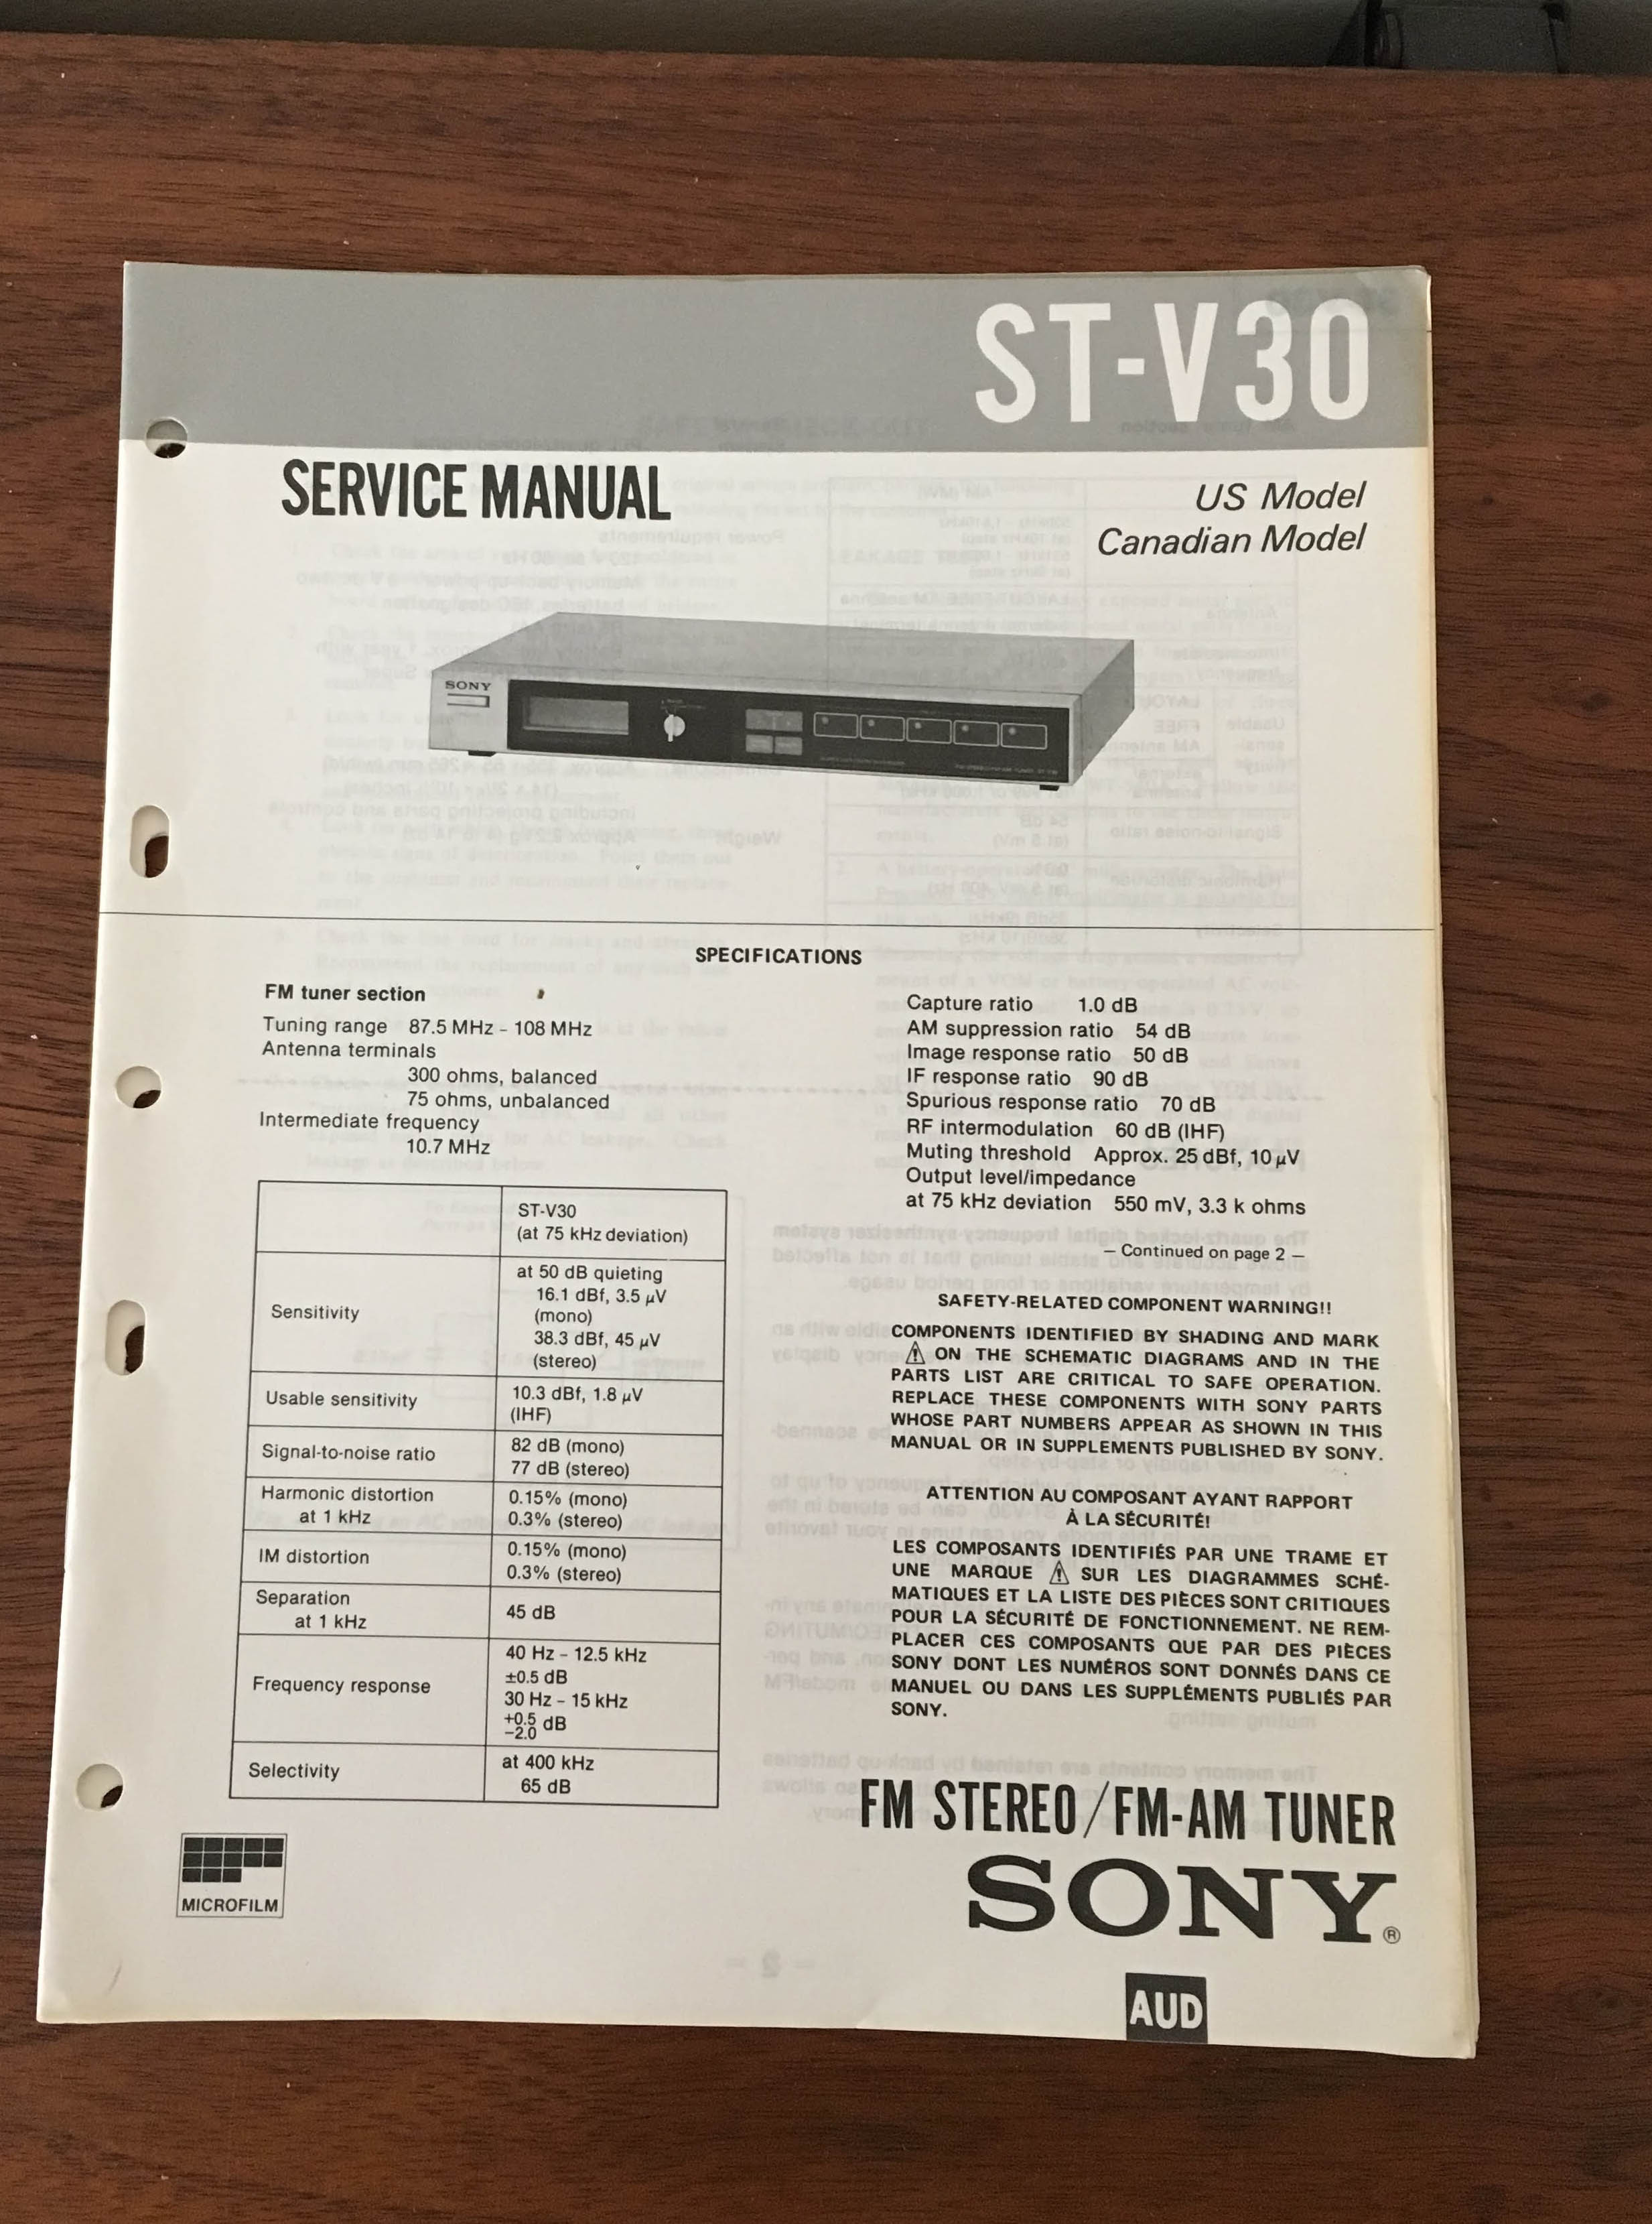 ST-V30
SERVICE MANUAL
US Model
Canadian Model
SONY
SPECIFICATIONS
FM tuner section
Tuning range 87.5 MHz – 108 MHz
Antenna terminals
300 ohms, balanced
75 ohms, unbalanced
Intermediate frequency
10.7 MHz
ST-V30
(at 75 kHz deviation)
Sensitivity
at 50 dB quieting
16.1 dBf, 3.5 µV
(mono)
38.3 dBf, 45 µV
(stereo)
Usable sensitivity
10.3 dBf, 1.8 µV
(IHF)
Signal-to-noise ratio
82 dB (mono)
77 dB (stereo)
Harmonic distortion
at 1 kHz
0.15% (mono)
0.3% (stereo)
IM distortion
0.15% (mono)
0.3% (stereo)
Separation
at 1 kHz
45 dB
Frequency response
40 Hz – 12.5 kHz
±0.5 dB
30 Hz – 15 kHz
+0.5
−2.0 dB
Selectivity
at 400 kHz
65 dB
Capture ratio 1.0 dB
AM suppression ratio 54 dB
Image response ratio 50 dB
IF response ratio 90 dB
Spurious response ratio 70 dB
RF intermodulation 60 dB (IHF)
Muting threshold Approx. 25 dBf, 10 µV
Output level/impedance
at 75 kHz deviation 550 mV, 3.3 k ohms
— Continued on page 2 —
SAFETY-RELATED COMPONENT WARNING!!
COMPONENTS IDENTIFIED BY SHADING AND MARK
⚠ ON THE SCHEMATIC DIAGRAMS AND IN THE
PARTS LIST ARE CRITICAL TO SAFE OPERATION.
REPLACE THESE COMPONENTS WITH SONY PARTS
WHOSE PART NUMBERS APPEAR AS SHOWN IN THIS
MANUAL OR IN SUPPLEMENTS PUBLISHED BY SONY.
ATTENTION AU COMPOSANT AYANT RAPPORT
À LA SÉCURITÉ!
LES COMPOSANTS IDENTIFIÉS PAR UNE TRAME ET
UNE MARQUE ⚠ SUR LES DIAGRAMMES SCHÉ-
MATIQUES ET LA LISTE DES PIÈCES SONT CRITIQUES
POUR LA SÉCURITÉ DE FONCTIONNEMENT. NE REM-
PLACER CES COMPOSANTS QUE PAR DES PIÈCES
SONY DONT LES NUMÉROS SONT DONNÉS DANS CE
MANUEL OU DANS LES SUPPLÉMENTS PUBLIÉS PAR
SONY.
MICROFILM
FM STEREO/FM-AM TUNER
SONY®
AUD